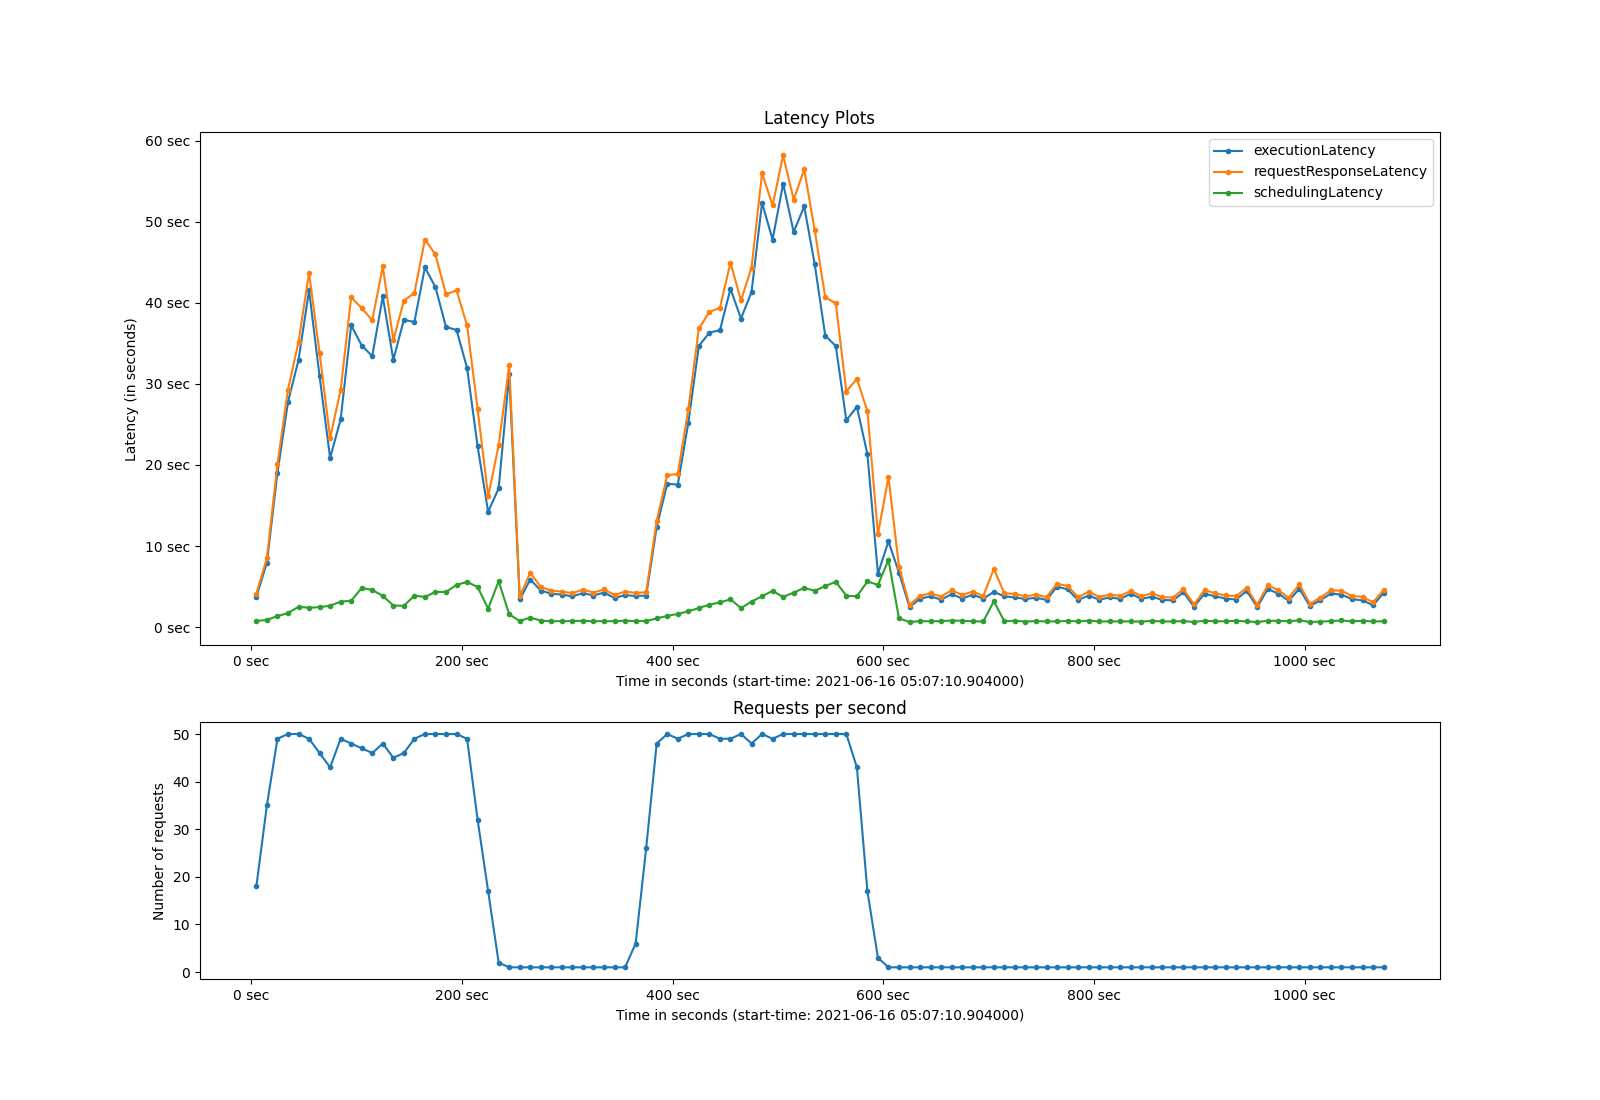 Latency Plots
60 sec
50 sec
40 sec
30 sec
20 sec
10 sec
0 sec
Latency (in seconds)
executionLatency
requestResponseLatency
schedulingLatency
0 sec 200 sec 400 sec 600 sec 800 sec 1000 sec
Time in seconds (start-time: 2021-06-16 05:07:10.904000)
Requests per second
50
40
30
20
10
0
Number of requests
0 sec 200 sec 400 sec 600 sec 800 sec 1000 sec
Time in seconds (start-time: 2021-06-16 05:07:10.904000)